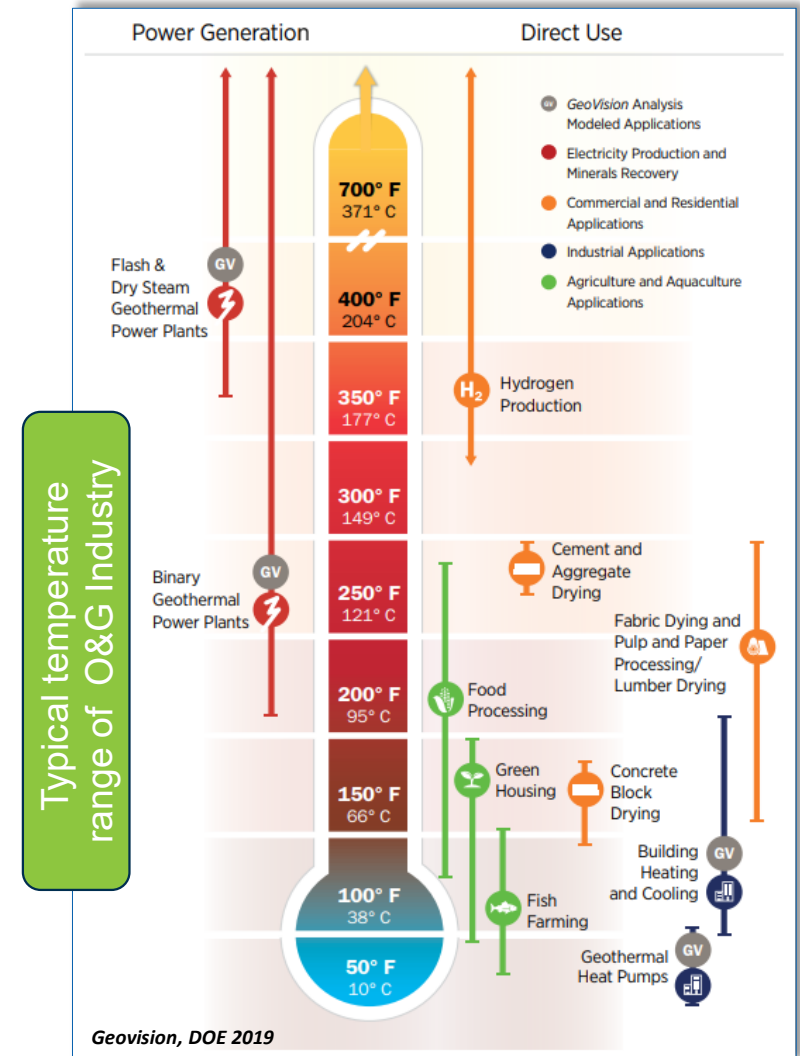 Power Generation
Direct Use
GV
GeoVision Analysis
Modeled Applications
Electricity Production and
Minerals Recovery
Commercial and Residential
Applications
Industrial Applications
Agriculture and Aquaculture
Applications
700° F
371° C
Flash &
Dry Steam
Geothermal
Power Plants
GV
400° F
204° C
350° F
177° C
H2
Hydrogen
Production
300° F
149° C
Typical temperature
range of O&G Industry
Binary
Geothermal
Power Plants
GV
250° F
121° C
Cement and
Aggregate
Drying
Fabric Dying and
Pulp and Paper
Processing/
Lumber Drying
200° F
95° C
Food
Processing
150° F
66° C
Green
Housing
Concrete
Block
Drying
Building
Heating
and Cooling
GV
100° F
38° C
Fish
Farming
Geothermal
Heat Pumps
GV
50° F
10° C
Geovision, DOE 2019